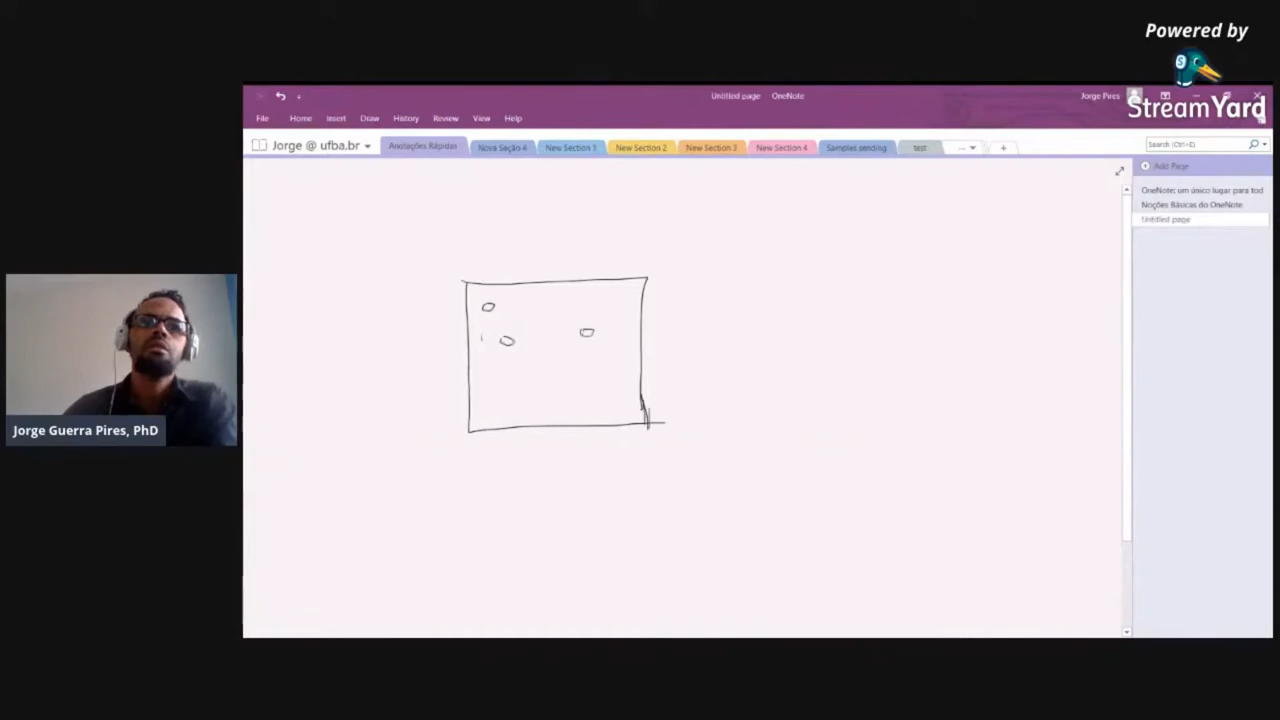 Powered by
StreamYard
Untitled page OneNote
Jorge Pires
File Home Insert Draw History Review View Help
Jorge @ ufba.br
Anotações Rápidas Nova Seção 4 New Section 1 New Section 2 New Section 3 New Section 4 Samples sending test ...
Search (Ctrl+E)
Add Page
OneNote: um único lugar para tod
Noções Básicas do OneNote
Untitled page
Jorge Guerra Pires, PhD